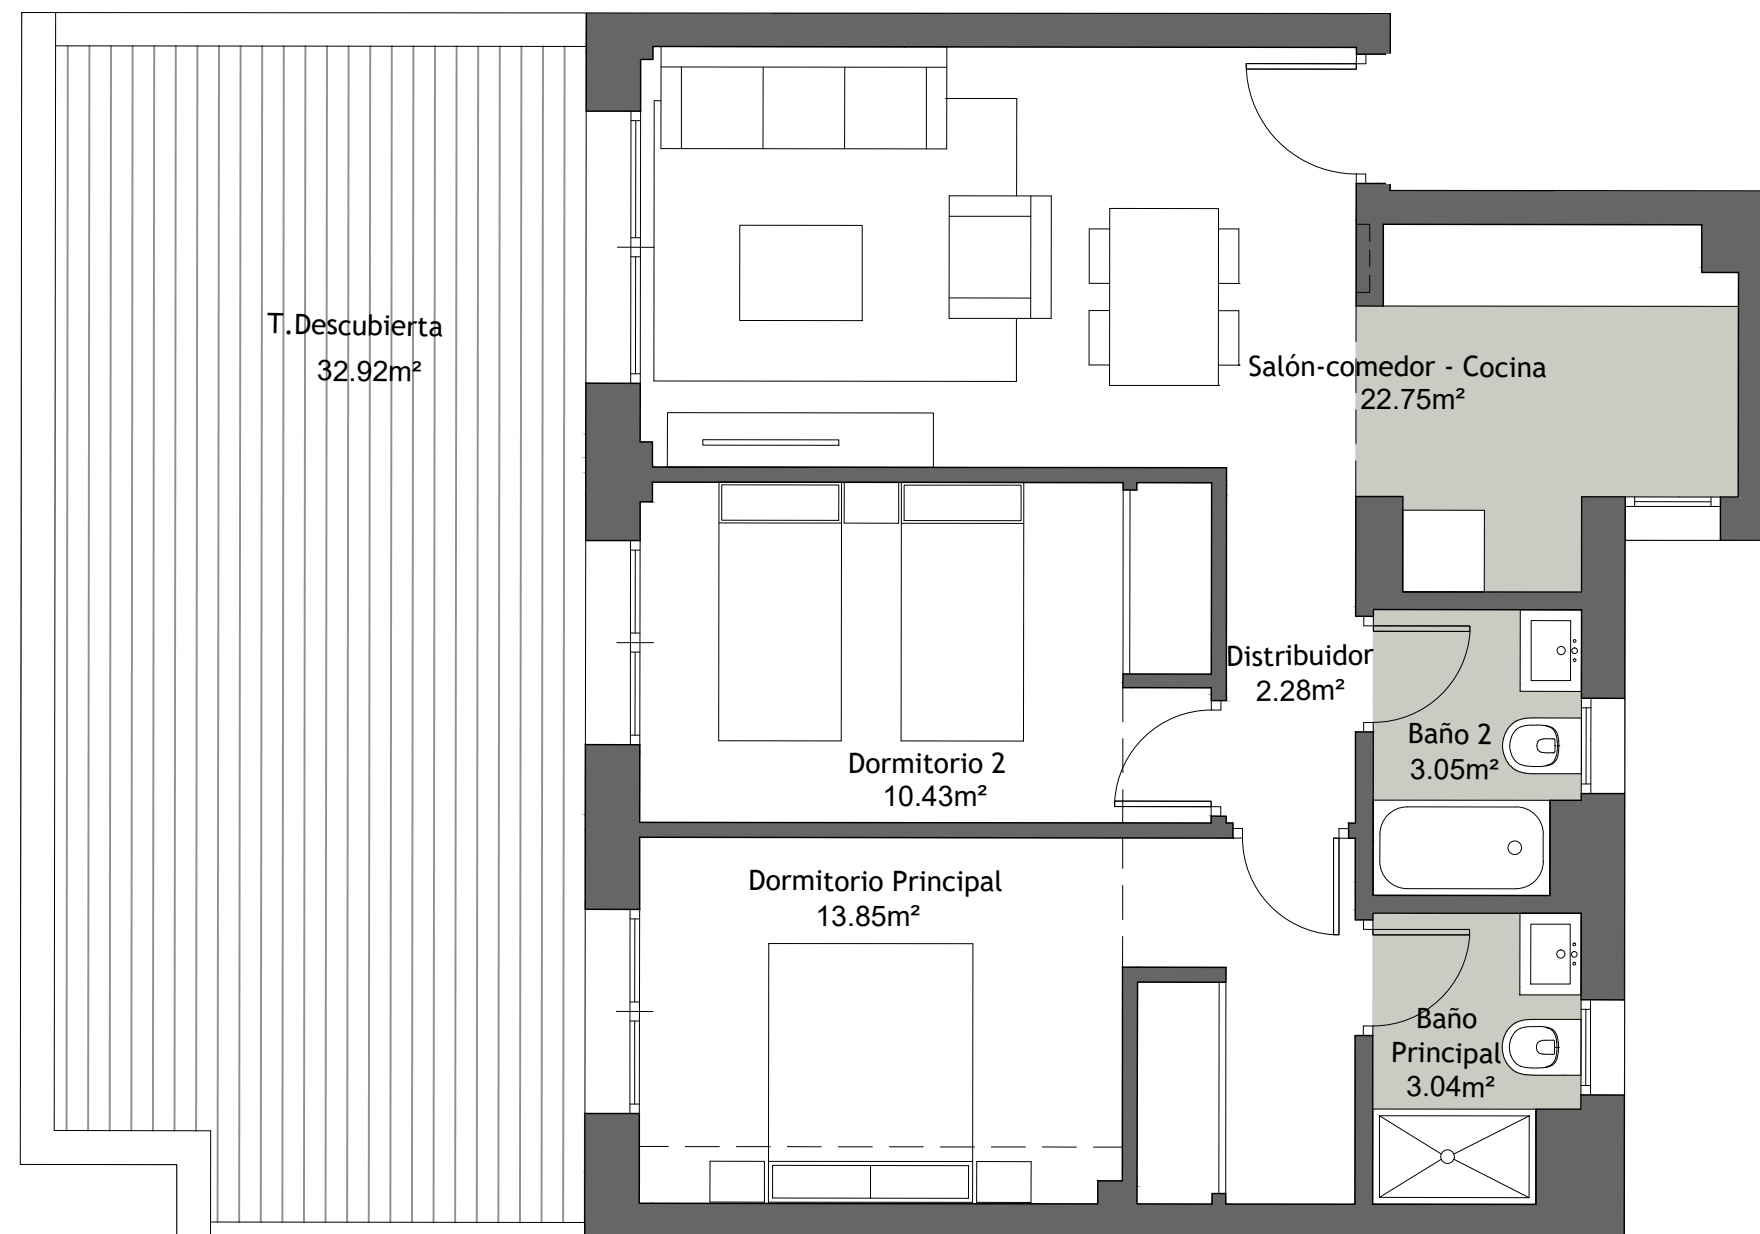 T.Descubierta
32.92m²
Salón-comedor - Cocina
22.75m²
Distribuidor
2.28m²
Baño 2
3.05m²
Dormitorio 2
10.43m²
Dormitorio Principal
13.85m²
Baño
Principal
3.04m²